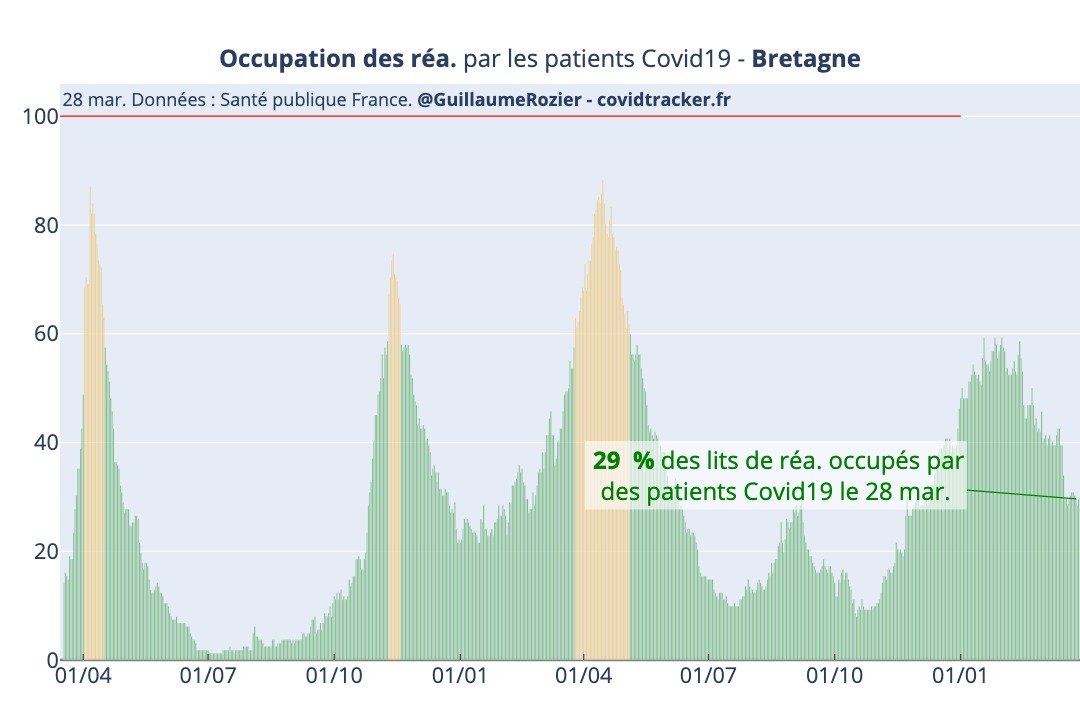 Occupation des réa. par les patients Covid19 - Bretagne
28 mar. Données : Santé publique France. @GuillaumeRozier - covidtracker.fr
100
80
60
40
29 % des lits de réa. occupés par
des patients Covid19 le 28 mar.
20
0
01/04 01/07 01/10 01/01 01/04 01/07 01/10 01/01